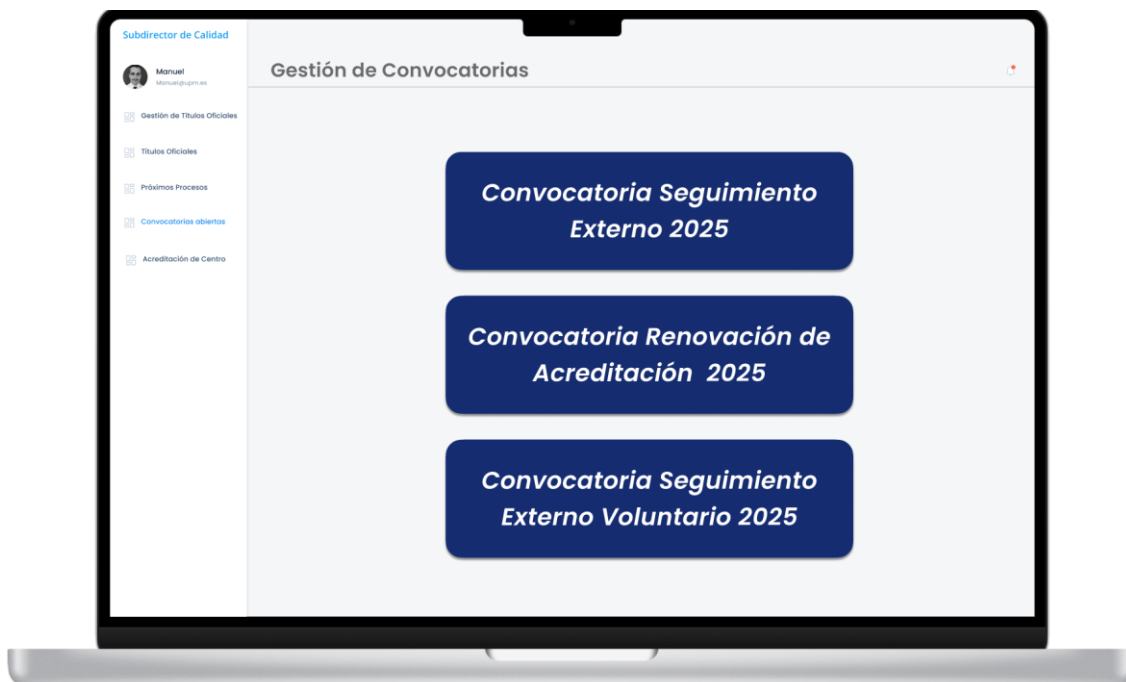 Subdirector de Calidad
Manuel
Manuel@upm.es
Gestión de Títulos Oficiales
Títulos Oficiales
Próximos Procesos
Convocatorias abiertas
Acreditación de Centro
Gestión de Convocatorias
Convocatoria Seguimiento
Externo 2025
Convocatoria Renovación de
Acreditación 2025
Convocatoria Seguimiento
Externo Voluntario 2025